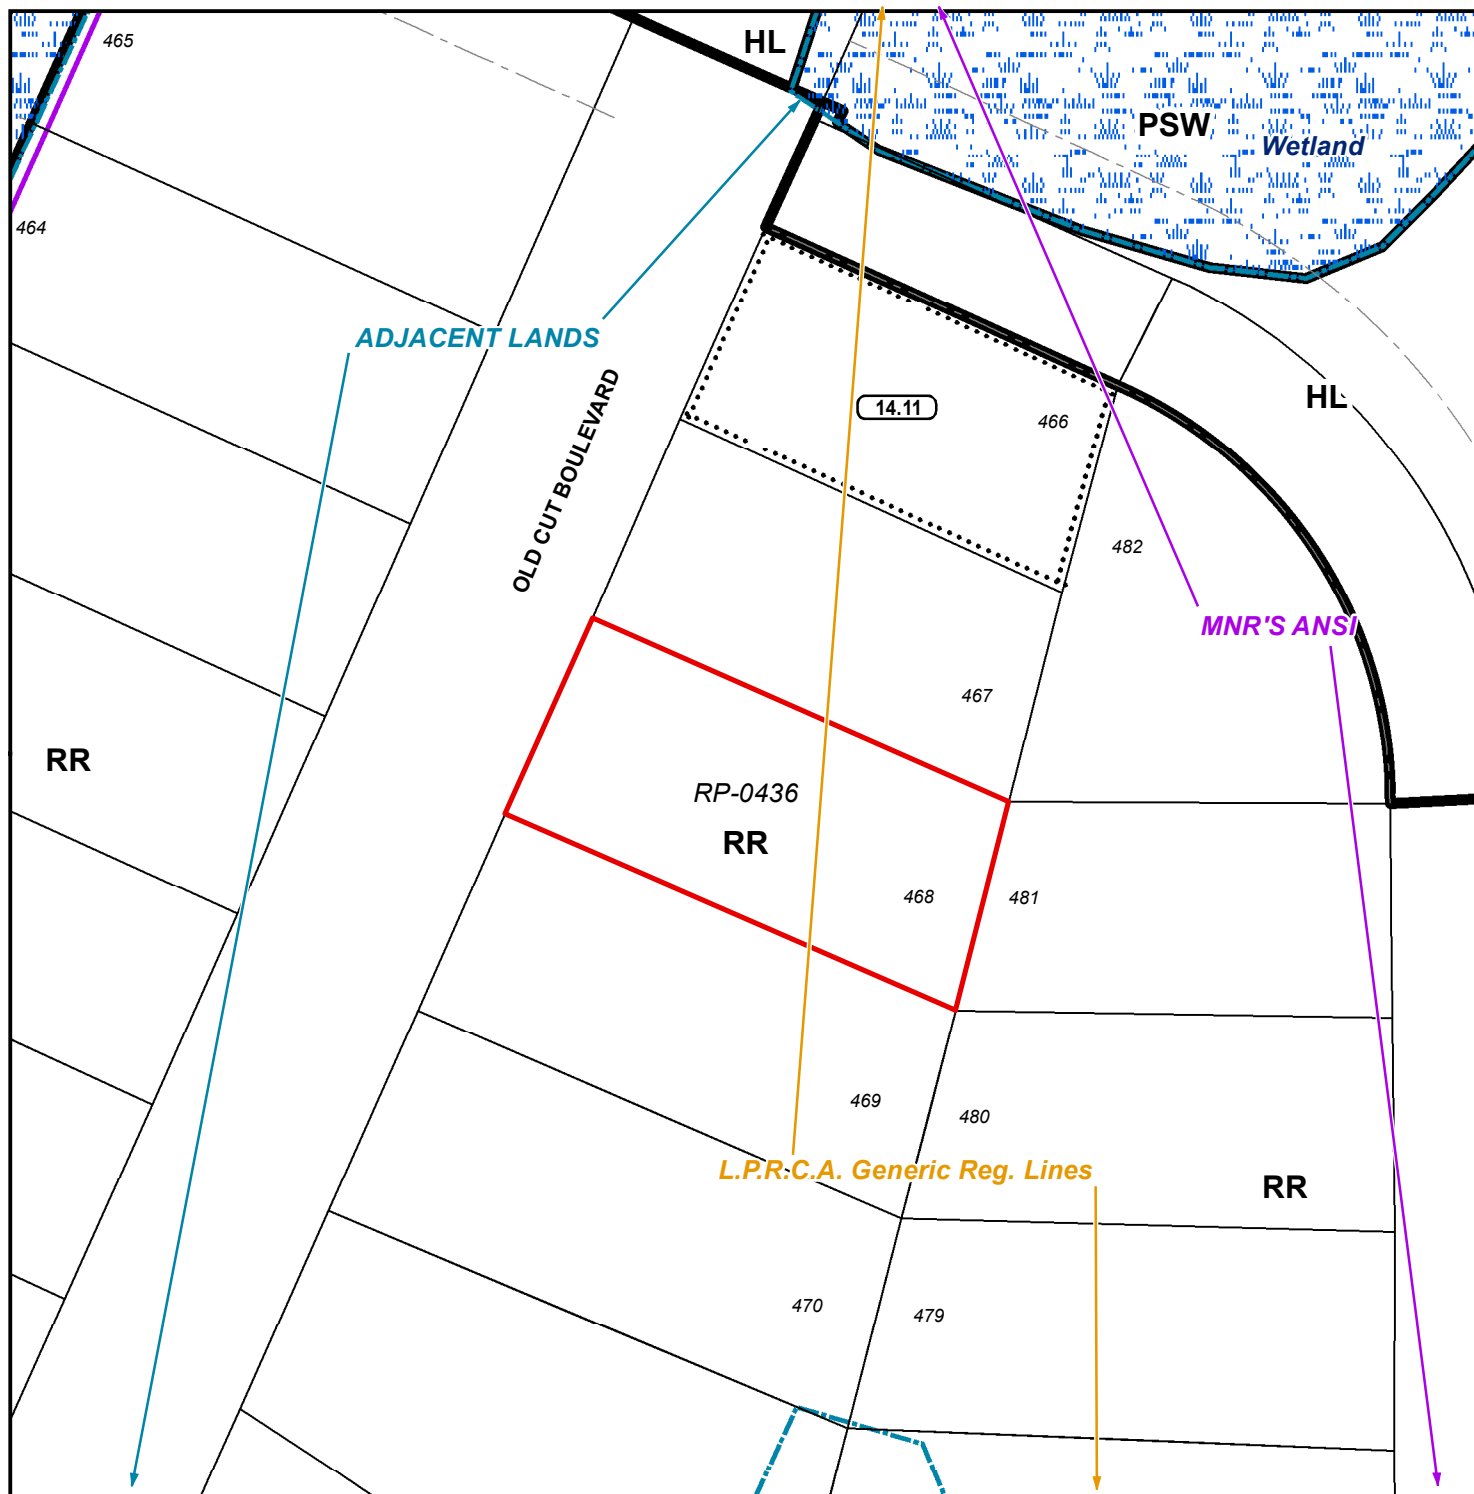 465
HL
PSW
Wetland
464
ADJACENT LANDS
OLD CUT BOULEVARD
14.11
466
HL
482
MNR'S ANSI
467
RR
RP-0436
RR
468
481
469
480
L.P.R.C.A. Generic Reg. Lines
RR
470
479